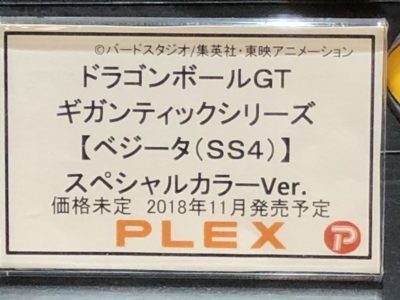 ©バードスタジオ/集英社・東映アニメーション
ドラゴンボールGT
ギガンティックシリーズ
【ベジータ(SS4)】
スペシャルカラーVer.
価格未定 2018年11月発売予定
PLEX